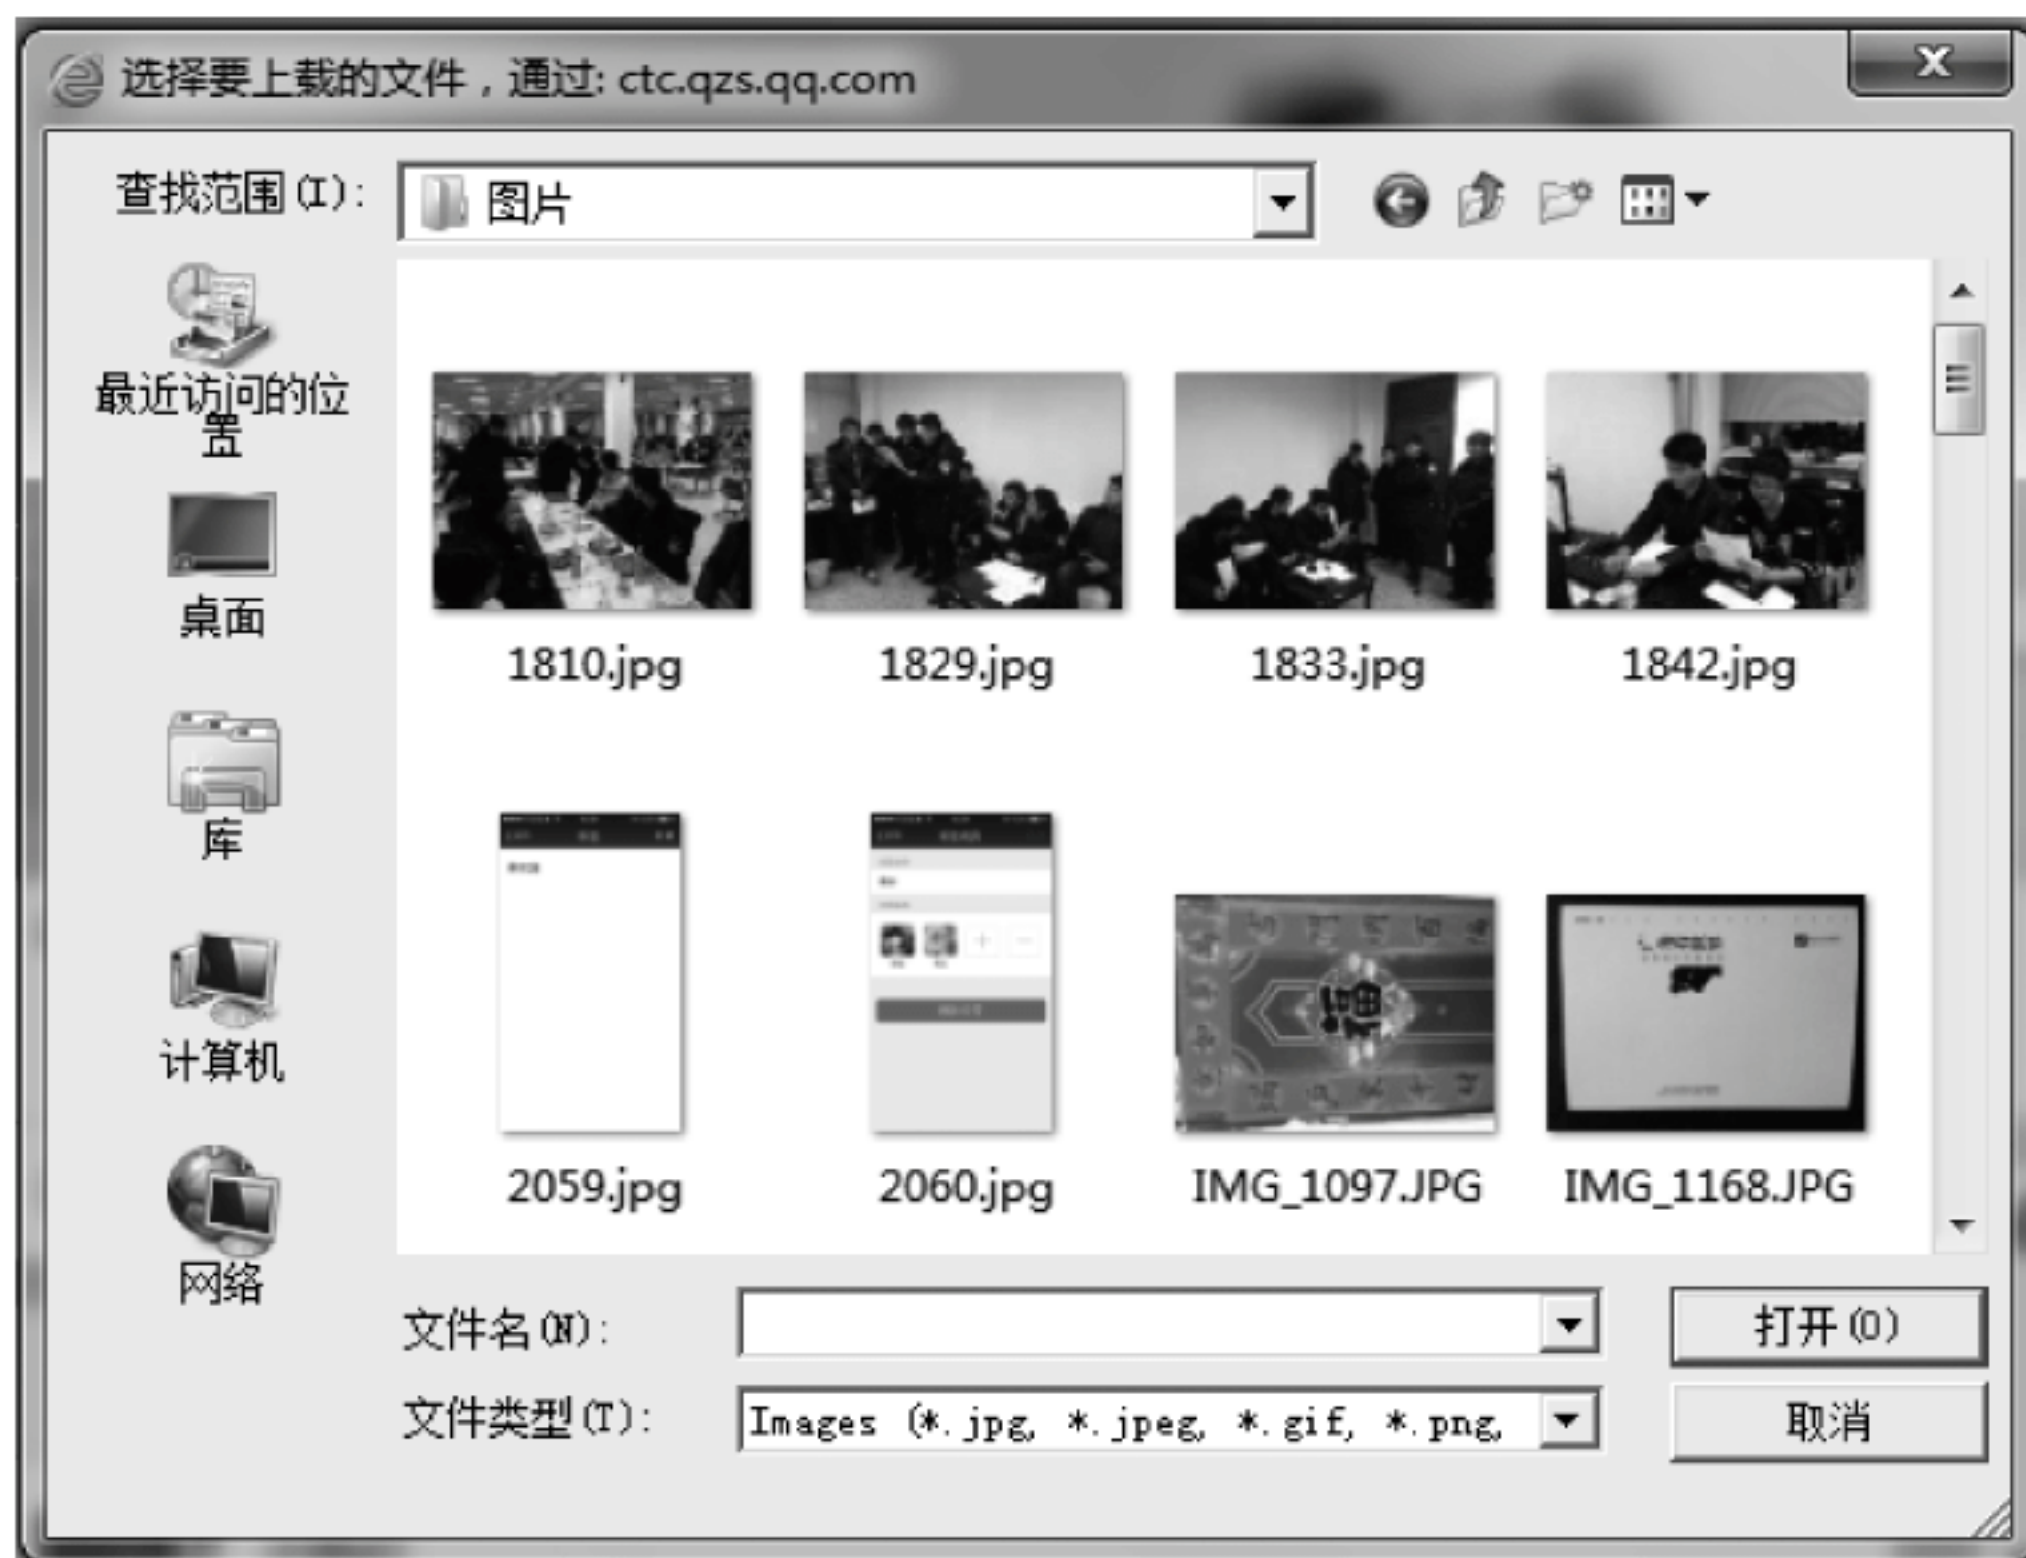 选择要上载的文件，通过: ctc.qzs.qq.com
x
查找范围(I):
图片
最近访问的位
置
桌面
库
计算机
网络
1810.jpg
1829.jpg
1833.jpg
1842.jpg
2059.jpg
2060.jpg
IMG_1097.JPG
IMG_1168.JPG
文件名(N):
打开(O)
文件类型(T):
Images (*.jpg, *.jpeg, *.gif, *.png,
取消